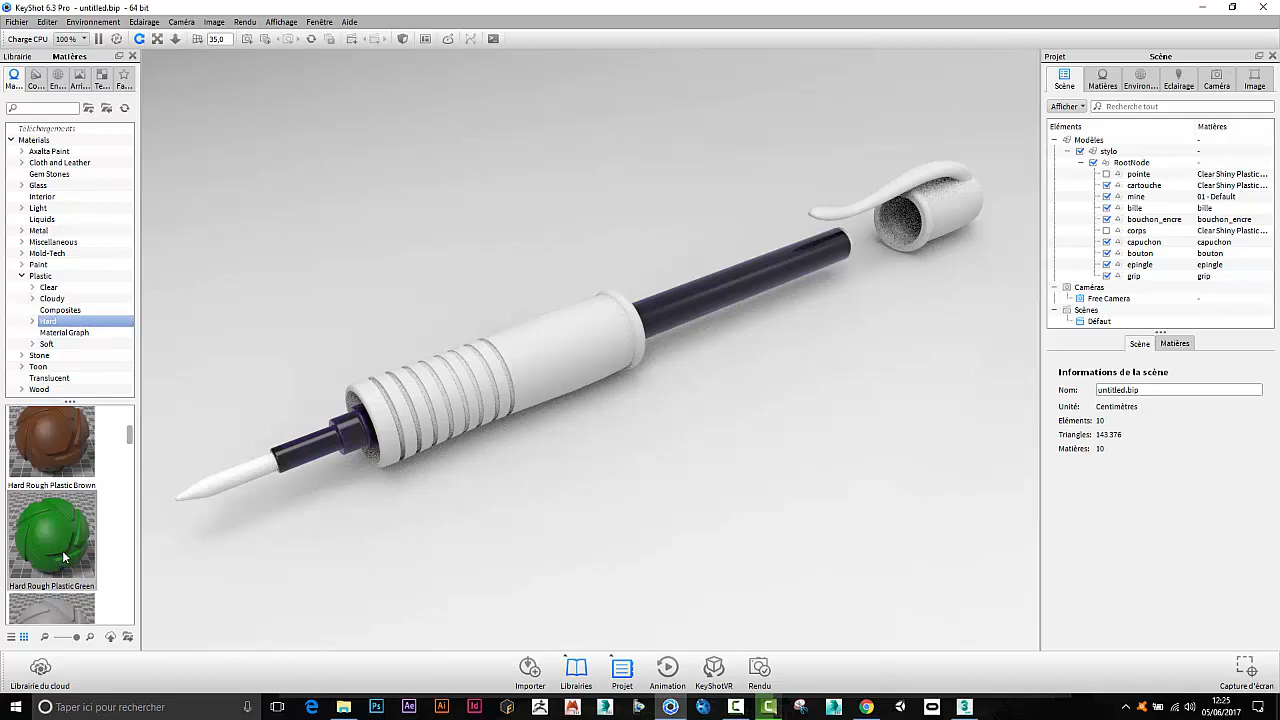 KeyShot 6.3 Pro - untitled.bip - 64 bit
Fichier Editer Environnement Eclairage Caméra Image Rendu Affichage Fenêtre Aide
Charge CPU 100 % 35,0
Librairie Matières
Ma... Co... En... Arri... Te... Fa...
Téléchargements
Materials
Axalta Paint
Cloth and Leather
Gem Stones
Glass
Interior
Light
Liquids
Metal
Miscellaneous
Mold-Tech
Paint
Plastic
Clear
Cloudy
Composites
Hard
Material Graph
Soft
Stone
Toon
Translucent
Wood
Hard Rough Plastic Brown
Hard Rough Plastic Green
Projet Scène
Scène Matières Environ... Eclairage Caméra Image
Afficher Recherche tout
Eléments Matières
Modèles -
stylo -
RootNode -
pointe Clear Shiny Plastic ...
cartouche Clear Shiny Plastic ...
mine 01 - Default
bille bille
bouchon_encre bouchon_encre
corps Clear Shiny Plastic ...
capuchon capuchon
bouton bouton
epingle epingle
grip grip
Caméras
Free Camera -
Scènes
Défaut
Scène Matières
Informations de la scène
Nom: untitled.bip
Unité: Centimètres
Eléments: 10
Triangles: 143.376
Matières: 10
Librairie du cloud Importer Librairies Projet Animation KeyShotVR Rendu Capture d'écran
Taper ici pour rechercher
12:25
05/06/2017